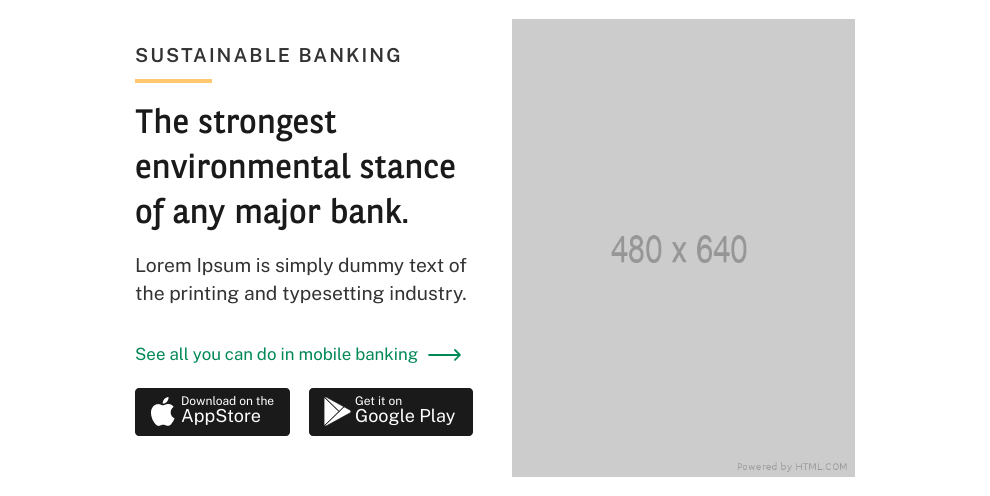 SUSTAINABLE BANKING
The strongest
environmental stance
of any major bank.
Lorem Ipsum is simply dummy text of
the printing and typesetting industry.
See all you can do in mobile banking
Download on the
AppStore
Get it on
Google Play
480 x 640
Powered by HTML.COM